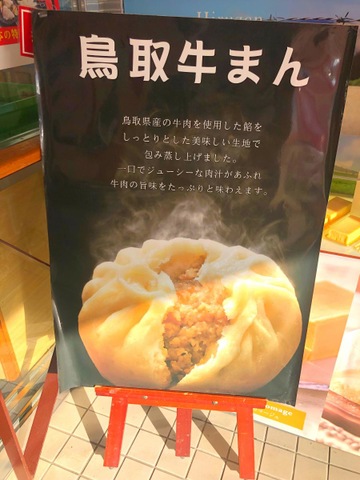 鳥取牛まん
鳥取県産の牛肉を使用した餡を
しっとりとした美味しい生地で
包み蒸し上げました。
一口でジューシーな肉汁があふれ
牛肉の旨味をたっぷりと味わえます。